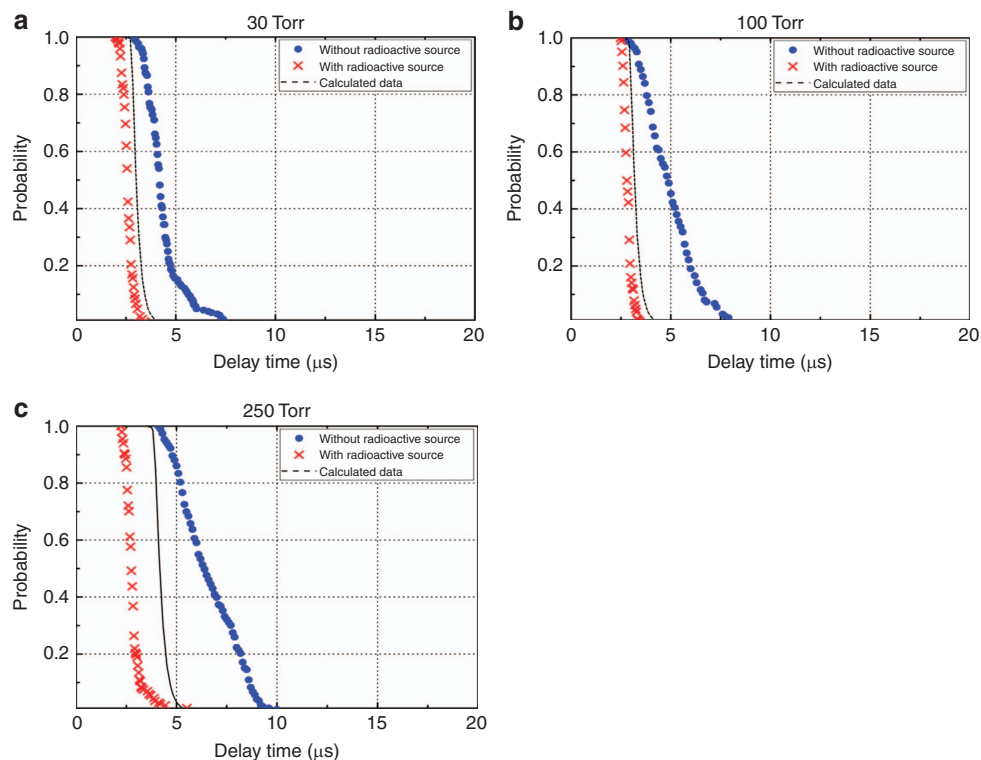 a
30 Torr
Without radioactive source
With radioactive source
Calculated data
Probability
1.0
0.8
0.6
0.4
0.2
0 5 10 15 20
Delay time (μs)
b
100 Torr
Without radioactive source
With radioactive source
Calculated data
Probability
1.0
0.8
0.6
0.4
0.2
0 5 10 15 20
Delay time (μs)
c
250 Torr
Without radioactive source
With radioactive source
Calculated data
Probability
1.0
0.8
0.6
0.4
0.2
0 5 10 15 20
Delay time (μs)